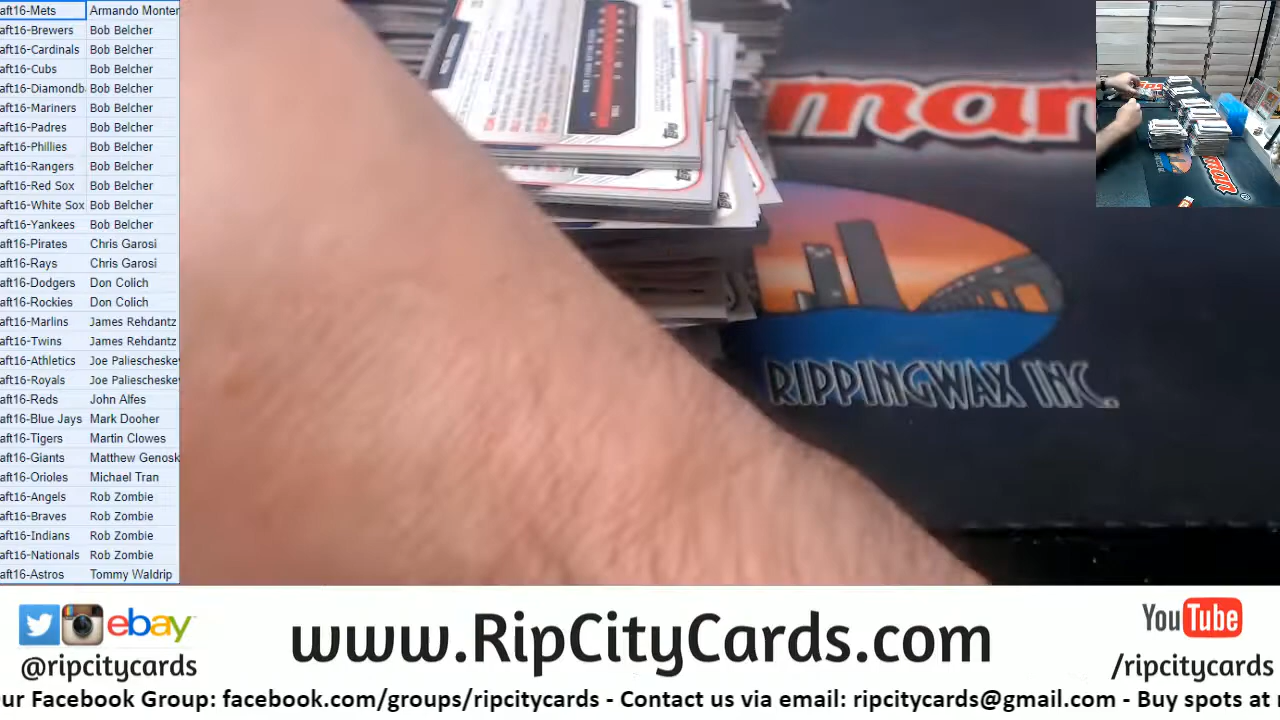 aft16-Mets Armando Monter
aft16-Brewers Bob Belcher
aft16-Cardinals Bob Belcher
aft16-Cubs Bob Belcher
aft16-Diamondb Bob Belcher
aft16-Mariners Bob Belcher
aft16-Padres Bob Belcher
aft16-Phillies Bob Belcher
aft16-Rangers Bob Belcher
aft16-Red Sox Bob Belcher
aft16-White Sox Bob Belcher
aft16-Yankees Bob Belcher
aft16-Pirates Chris Garosi
aft16-Rays Chris Garosi
aft16-Dodgers Don Colich
aft16-Rockies Don Colich
aft16-Marlins James Rehdantz
aft16-Twins James Rehdantz
aft16-Athletics Joe Paliescheske
aft16-Royals Joe Paliescheske
aft16-Reds John Alfes
aft16-Blue Jays Mark Dooher
aft16-Tigers Martin Clowes
aft16-Giants Matthew Genosk
aft16-Orioles Michael Tran
aft16-Angels Rob Zombie
aft16-Braves Rob Zombie
aft16-Indians Rob Zombie
aft16-Nationals Rob Zombie
aft16-Astros Tommy Waldrip
man
RIPPINGWAX INC.
ebay
@ripcitycards
www.RipCityCards.com
YouTube
/ripcitycards
ur Facebook Group: facebook.com/groups/ripcitycards - Contact us via email: ripcitycards@gmail.com - Buy spots at